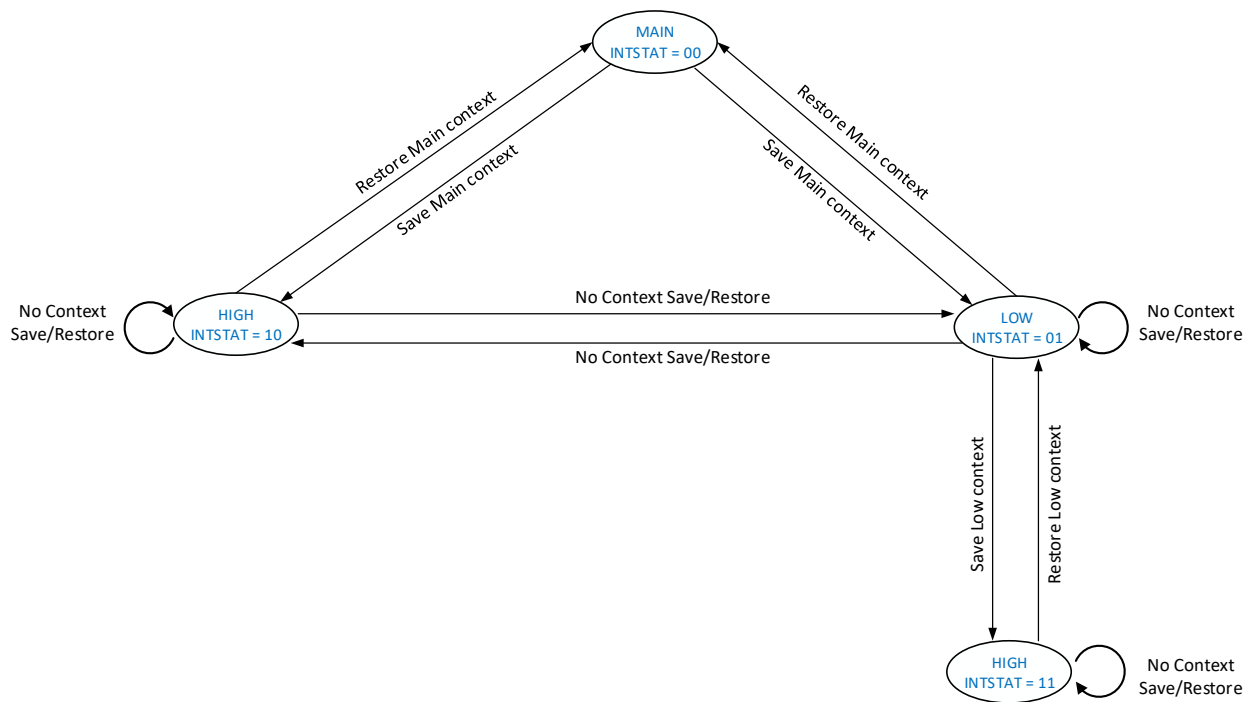 MAIN
INTSTAT = 00
Restore Main context
Save Main context
Save Main context
Restore Main context
No Context
Save/Restore
HIGH
INTSTAT = 10
No Context Save/Restore
No Context Save/Restore
LOW
INTSTAT = 01
No Context
Save/Restore
Save Low context
Restore Low context
HIGH
INTSTAT = 11
No Context
Save/Restore